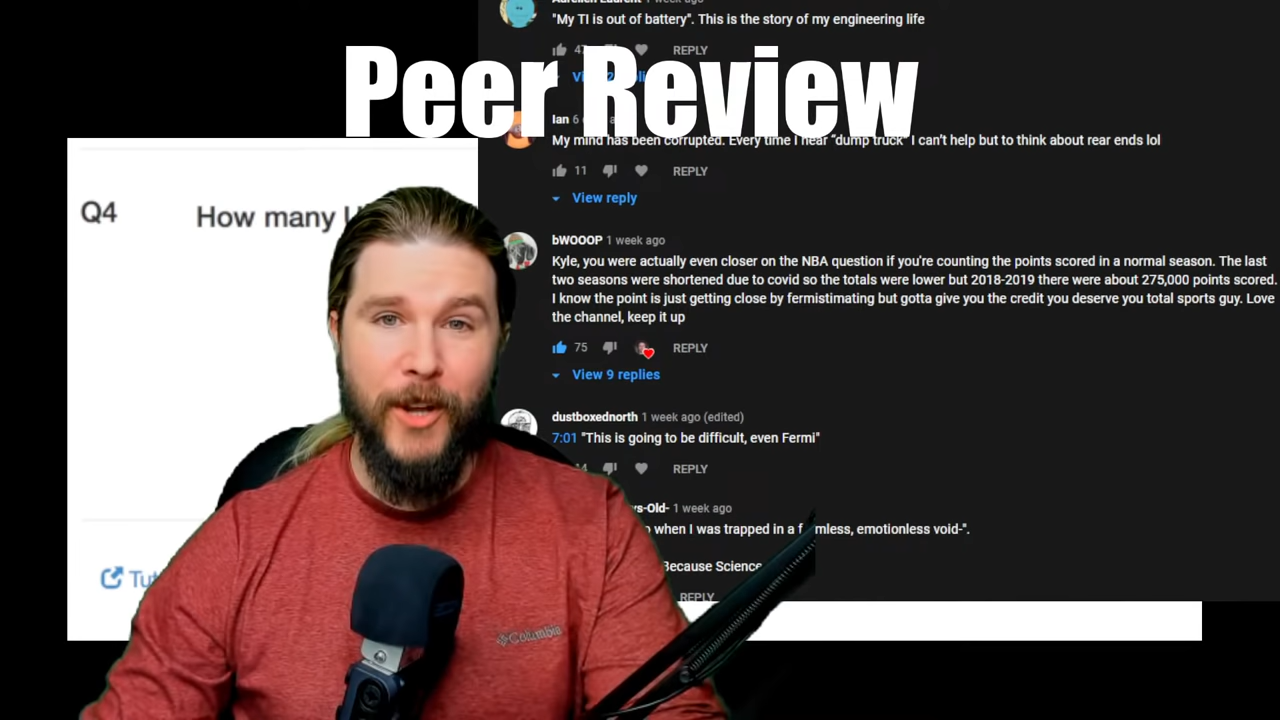 Peer Review
"My TI is out of battery". This is the story of my engineering life
REPLY
Ian 6
My mind has been corrupted. Every time I hear “dump truck” I can’t help but to think about rear ends lol
11 REPLY
View reply
bWOOOP 1 week ago
Kyle, you were actually even closer on the NBA question if you're counting the points scored in a normal season. The last
two seasons were shortened due to covid so the totals were lower but 2018-2019 there were about 275,000 points scored.
I know the point is just getting close by fermistimating but gotta give you the credit you deserve you total sports guy. Love
the channel, keep it up
75 REPLY
View 9 replies
dustboxednorth 1 week ago (edited)
7:01 "This is going to be difficult, even Fermi"
REPLY
1 week ago
when I was trapped in a emotionless void-".
Because Science
REPLY
Q4 How many
Columbia